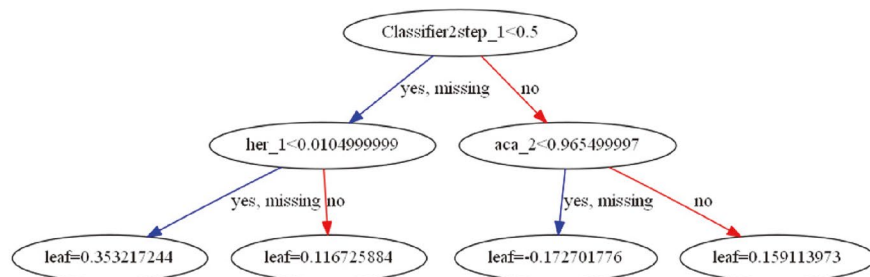 Classifier2step_1<0.5
yes, missing
no
her_1<0.0104999999
aca_2<0.965499997
yes, missing
no
yes, missing
no
leaf=0.353217244
leaf=0.116725884
leaf=-0.172701776
leaf=0.159113973